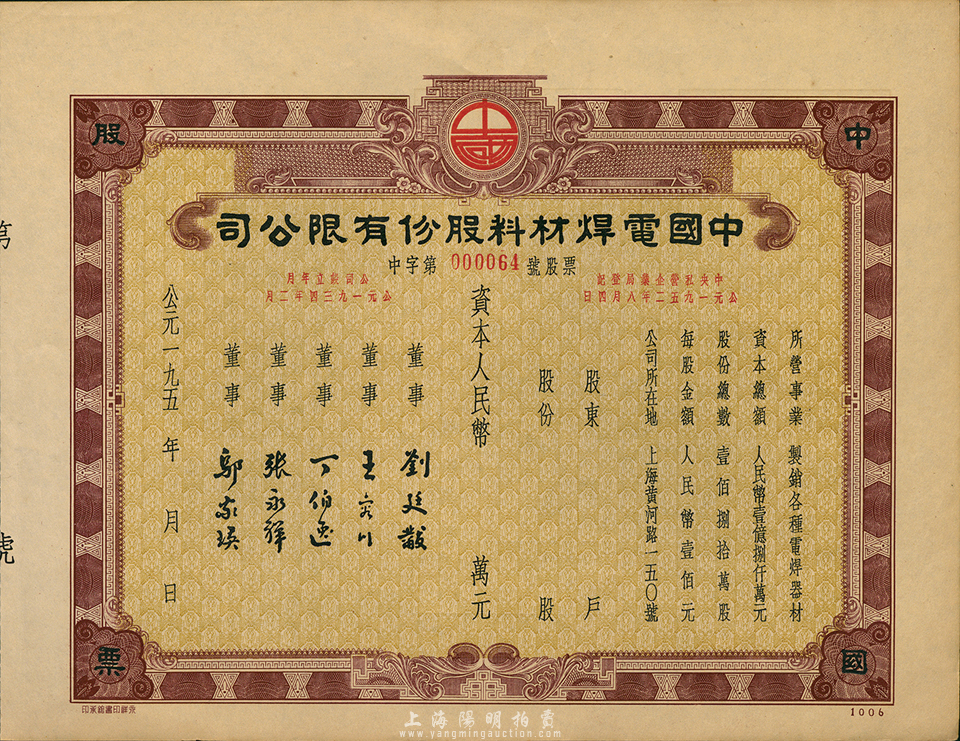 中
國
股
票
中國電焊材料股份有限公司
中字第 000064 號股票
中央私營企業局登記
公元一九五二年八月四日
公司設立年月
公元一九三四年二月
所營事業 製銷各種電焊器材
資本總額 人民幣壹億捌仟萬元
股份總數 壹佰捌拾萬股
每股金額 人民幣壹佰元
公司所在地 上海黃河路一五〇號
股東 戶
股份 股
資本人民幣 萬元
董事 劉廷黻
董事 王
董事 丁伯
董事 張永祥
董事 鄔家瑛
公元一九五 年 月 日
第 號
1006
上海陽明拍賣
www.yangmingauction.com